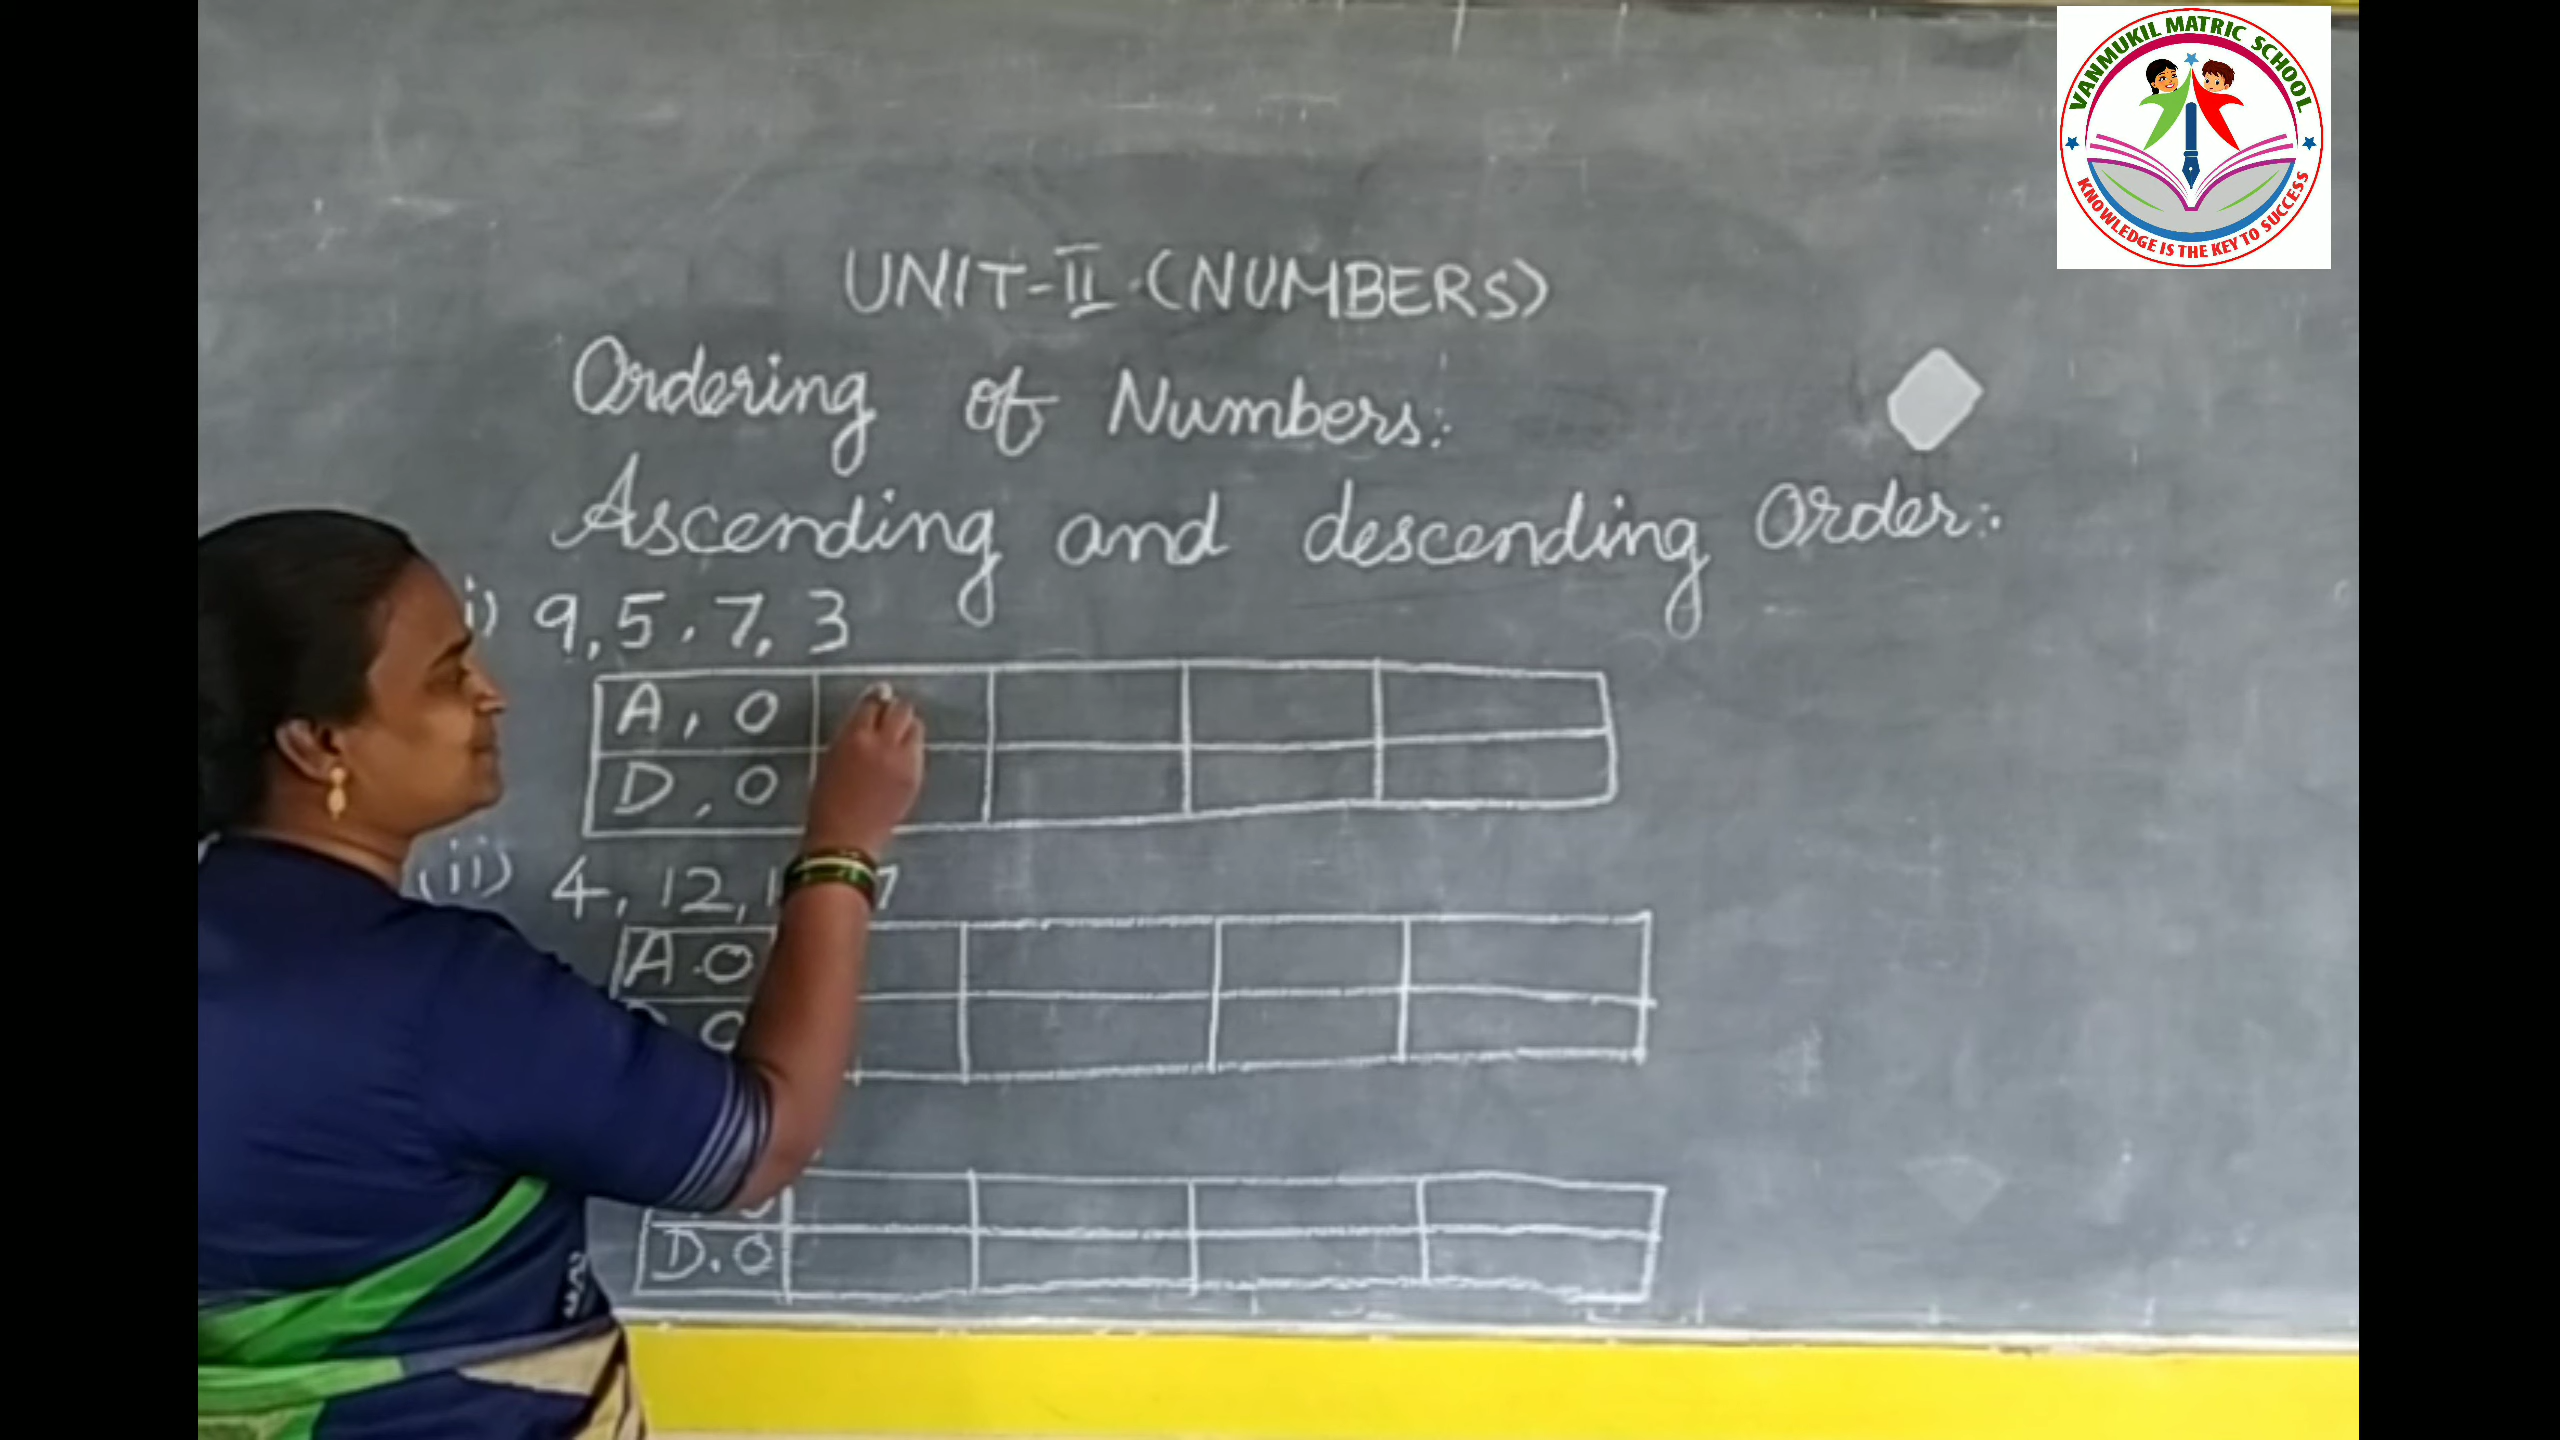 VANMUKIL MATRIC SCHOOL
KNOWLEDGE IS THE KEY TO SUCCESS
UNIT-II (NUMBERS)
Ordering of Numbers:
Ascending and descending Order:
i) 9, 5, 7, 3
A, O
D, O
(ii) 4, 12, 7
A.O
O
D.O